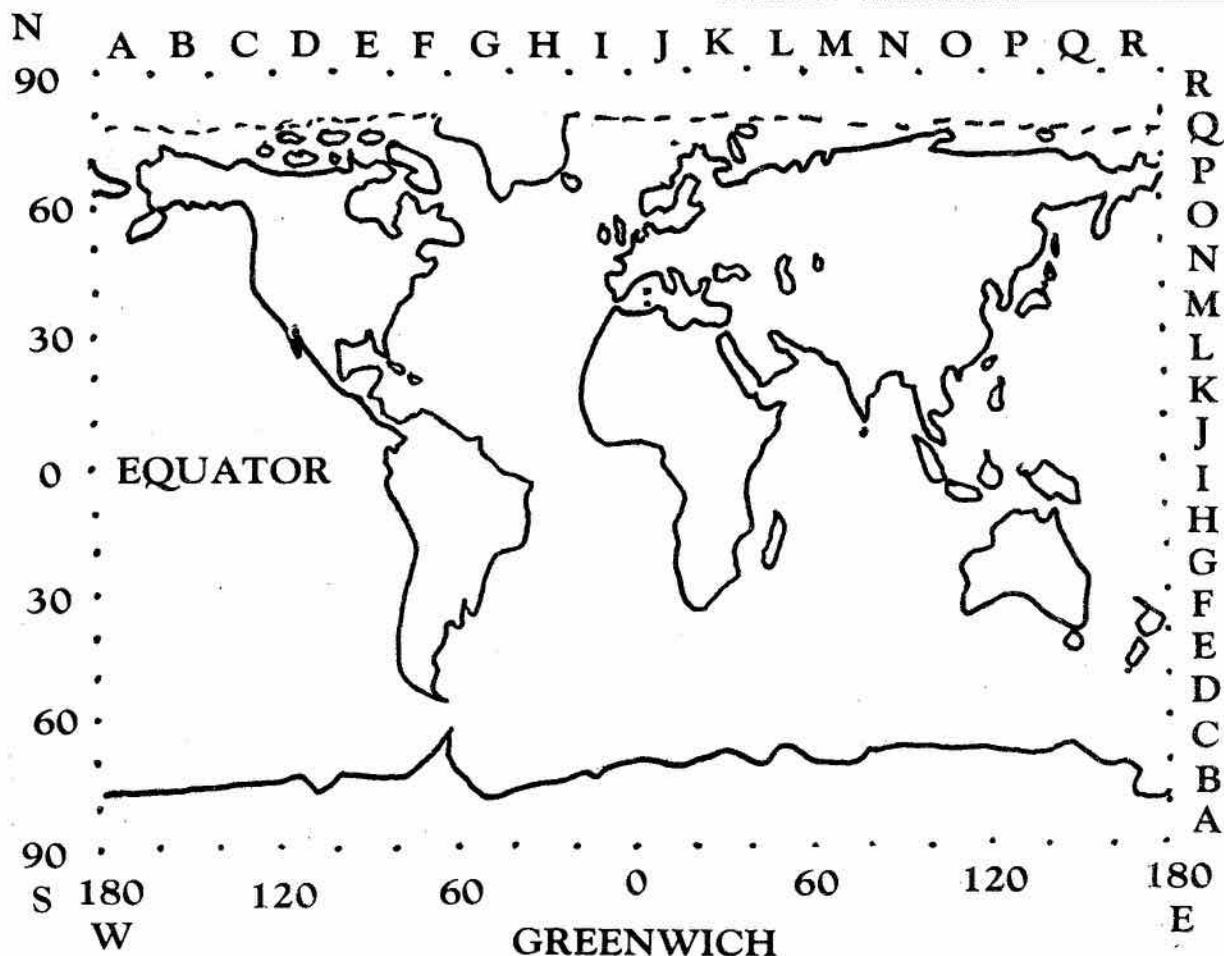 N
A B C D E F G H I J K L M N O P Q R
90
R
Q
P
60
O
N
M
30
L
K
J
0 EQUATOR
I
H
G
30
F
E
D
60
C
B
A
90
S 180 120 60 0 60 120 180
W GREENWICH E